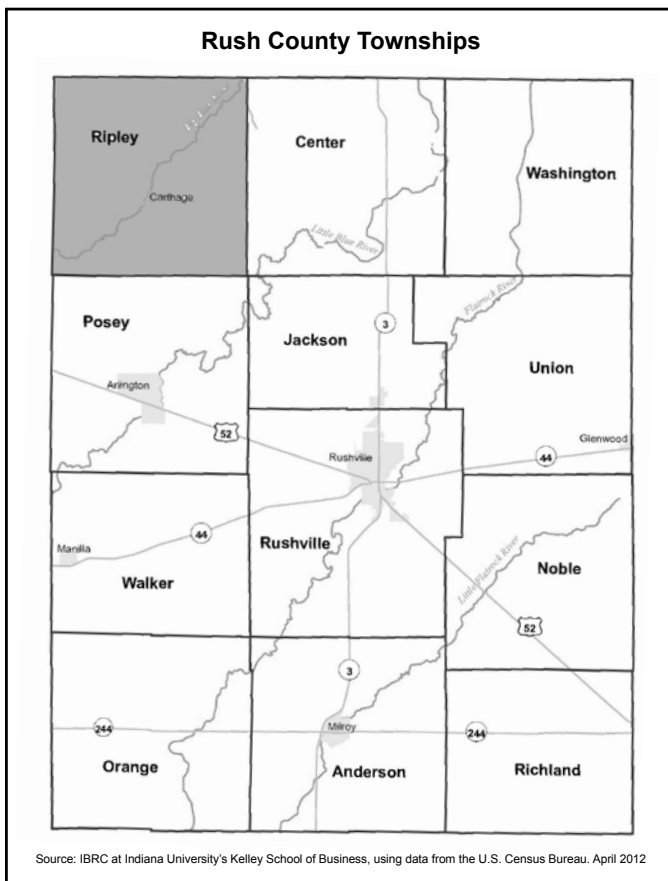 Rush County Townships
Ripley
Center
Washington
Carthage
Little Blue River
Flatrock River
Posey
3
Jackson
Union
Arlington
52
Glenwood
Rushville
44
44
Manilla
Rushville
Walker
Little Flatrock River
Noble
52
3
244
Milroy
244
Orange
Anderson
Richland
Source: IBRC at Indiana University's Kelley School of Business, using data from the U.S. Census Bureau. April 2012